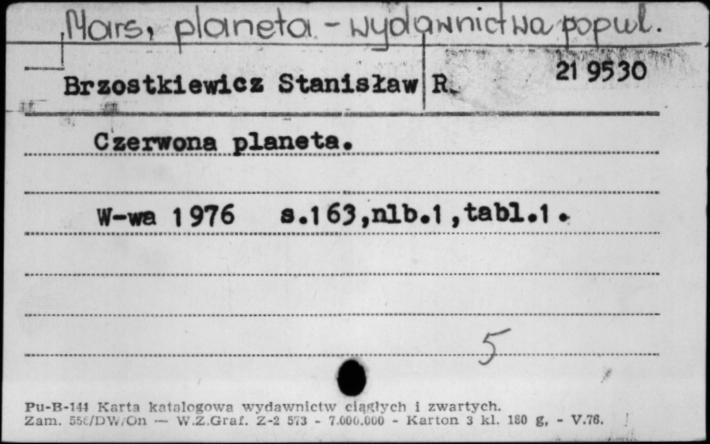 Mars, planeta - wydawnictwa popul.
21 9530
Brzostkiewicz Stanisław R.
Czerwona planeta.
W-wa 1976 s.163,nlb.1,tabl.1.
5
Pu-B-144 Karta katalogowa wydawnictw ciągłych i zwartych.
Zam. /DW/On — W.Z.Graf. Z-2 573 - 7.000.000 - Karton 3 kl. 180 g. - V.76.